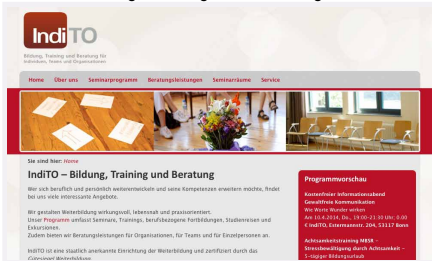 IndiTO
Bildung, Training und Beratung für
Individuen, Teams und Organisationen
Home Über uns Seminarprogramm Beratungsleistungen Seminarräume Service
Sie sind hier: Home
IndiTO – Bildung, Training und Beratung
Wer sich beruflich und persönlich weiterentwickeln und seine Kompetenzen erweitern möchte, findet
bei uns viele interessante Angebote.
Wir gestalten Weiterbildung wirkungsvoll, lebensnah und praxisorientiert.
Unser Programm umfasst Seminare, Trainings, berufsbezogene Fortbildungen, Studienreisen und
Exkursionen.
Zudem bieten wir Beratungsleistungen für Organisationen, für Teams und für Einzelpersonen an.
IndiTO ist eine staatlich anerkannte Einrichtung der Weiterbildung und zertifiziert durch das
Gütesiegel Weiterbildung
Programmvorschau
Kostenfreier Informationsabend
Gewaltfreie Kommunikation
Wie Worte Wunder wirken
Am 10.4.2014, Do., 19:00-21:30 Uhr: 0.00
€ IndiTO, Estermannstr. 204, 53117 Bonn
Achtsamkeitstraining MBSR –
Stressbewältigung durch Achtsamkeit –
5-tägiger Bildungsurlaub